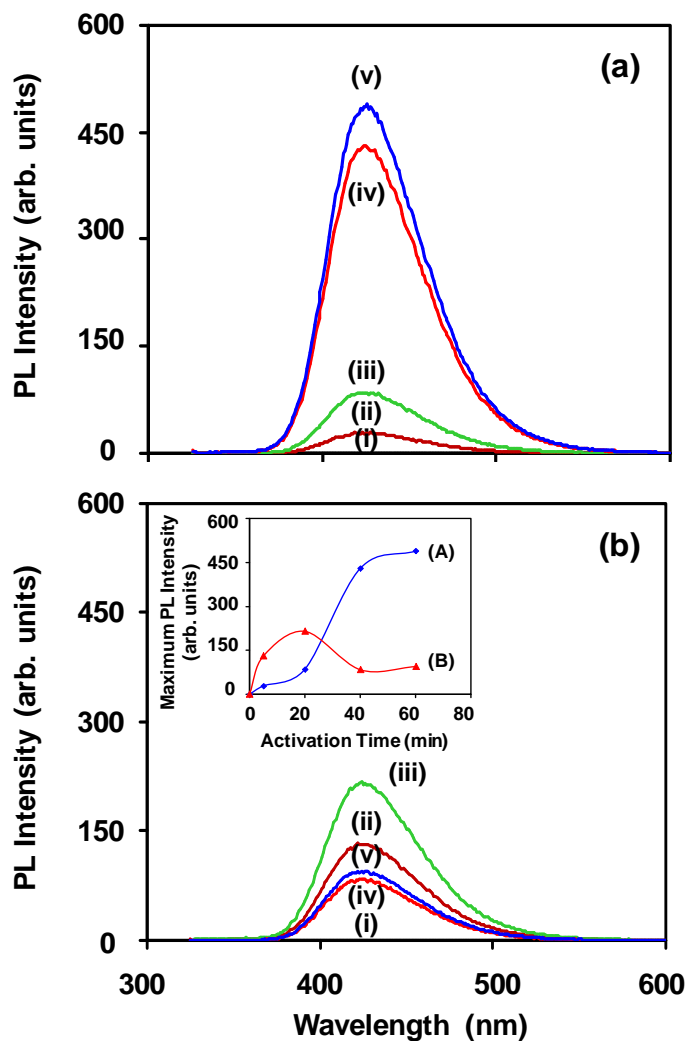 600
(a)
(v)
450
(iv)
300
150
(iii)
(ii)
(i)
0
PL Intensity (arb. units)
600
(b)
600
450
(A)
300
150
(B)
0
0 20 40 60 80
Maximum PL Intensity
(arb. units)
Activation Time (min)
450
300
(iii)
150
(ii)
(v)
(iv)
(i)
0
PL Intensity (arb. units)
300 400 500 600
Wavelength (nm)